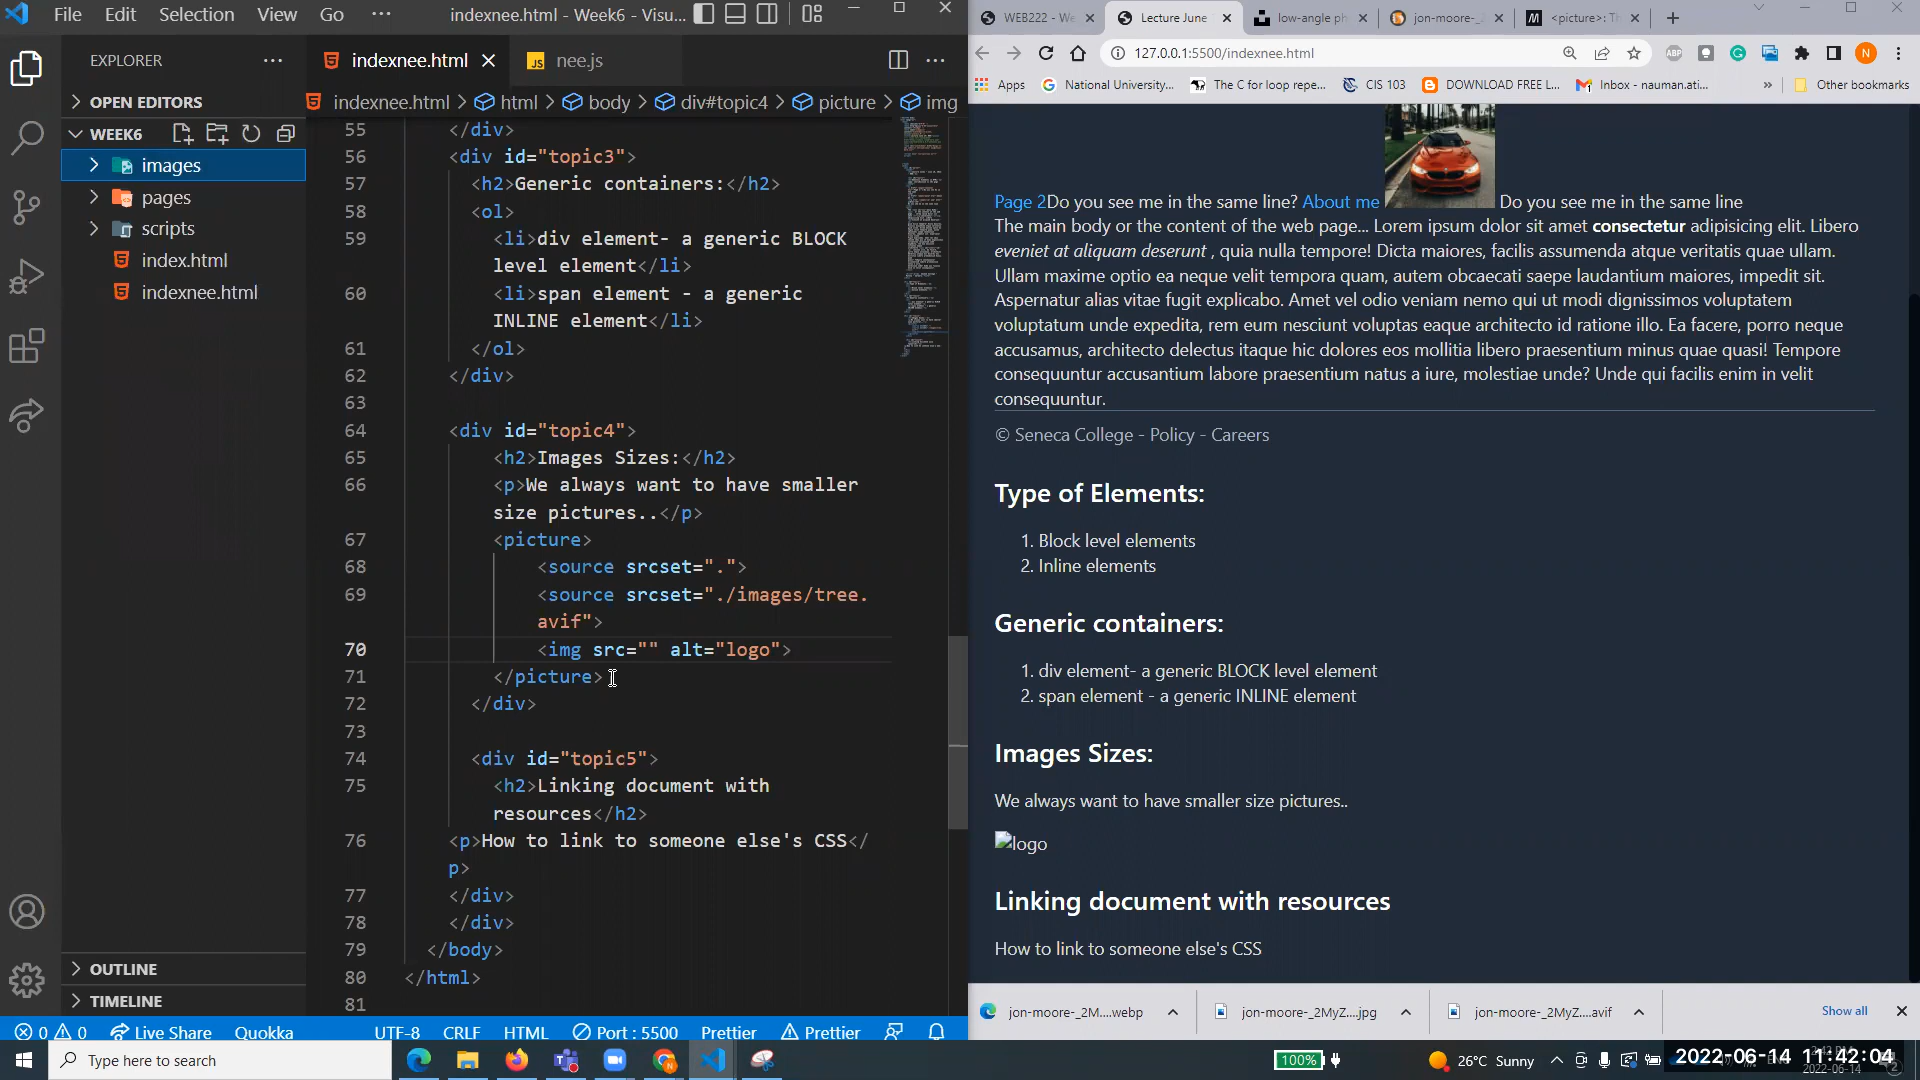 File Edit Selection View Go ··· indexnee.html - Week6 - Visu...
EXPLORER ···
OPEN EDITORS
WEEK6
images
pages
scripts
index.html
indexnee.html
OUTLINE
TIMELINE
indexnee.html
JS nee.js
indexnee.html > html > body > div#topic4 > picture > img
55 </div>
56 <div id="topic3">
57 <h2>Generic containers:</h2>
58 <ol>
59 <li>div element- a generic BLOCK
level element</li>
60 <li>span element - a generic
INLINE element</li>
61 </ol>
62 </div>
63
64 <div id="topic4">
65 <h2>Images Sizes:</h2>
66 <p>We always want to have smaller
size pictures..</p>
67 <picture>
68 <source srcset=".">
69 <source srcset="./images/tree.
avif">
70 <img src="" alt="logo">
71 </picture>
72 </div>
73
74 <div id="topic5">
75 <h2>Linking document with
resources</h2>
76 <p>How to link to someone else's CSS</
p>
77 </div>
78 </div>
79 </body>
80 </html>
81
0 0 Live Share Quokka UTF-8 CRLF HTML Port : 5500 Prettier Prettier
WEB222 - We
Lecture June
low-angle ph
jon-moore-_2
<picture>: Th
127.0.0.1:5500/indexnee.html
ABP
N
Apps National University... The C for loop repe... CIS 103 DOWNLOAD FREE L... Inbox - nauman.ati... » Other bookmarks
Page 2Do you see me in the same line? About me Do you see me in the same line
The main body or the content of the web page... Lorem ipsum dolor sit amet consectetur adipisicing elit. Libero
eveniet at aliquam deserunt , quia nulla tempore! Dicta maiores, facilis assumenda atque veritatis quae ullam.
Ullam maxime optio ea neque velit tempora quam, autem obcaecati saepe laudantium maiores, impedit sit.
Aspernatur alias vitae fugit explicabo. Amet vel odio veniam nemo qui ut modi dignissimos voluptatem
voluptatum unde expedita, rem eum nesciunt voluptas eaque architecto id ratione illo. Ea facere, porro neque
accusamus, architecto delectus itaque hic dolores eos mollitia libero praesentium minus quae quasi! Tempore
consequuntur accusantium labore praesentium natus a iure, molestiae unde? Unde qui facilis enim in velit
consequuntur.
© Seneca College - Policy - Careers
Type of Elements:
1. Block level elements
2. Inline elements
Generic containers:
1. div element- a generic BLOCK level element
2. span element - a generic INLINE element
Images Sizes:
We always want to have smaller size pictures..
logo
Linking document with resources
How to link to someone else's CSS
jon-moore-_2M....webp
jon-moore-_2MyZ....jpg
jon-moore-_2MyZ....avif
Show all
Type here to search
100%
26°C Sunny
2022-06-14 11:42:04
2022-06-14